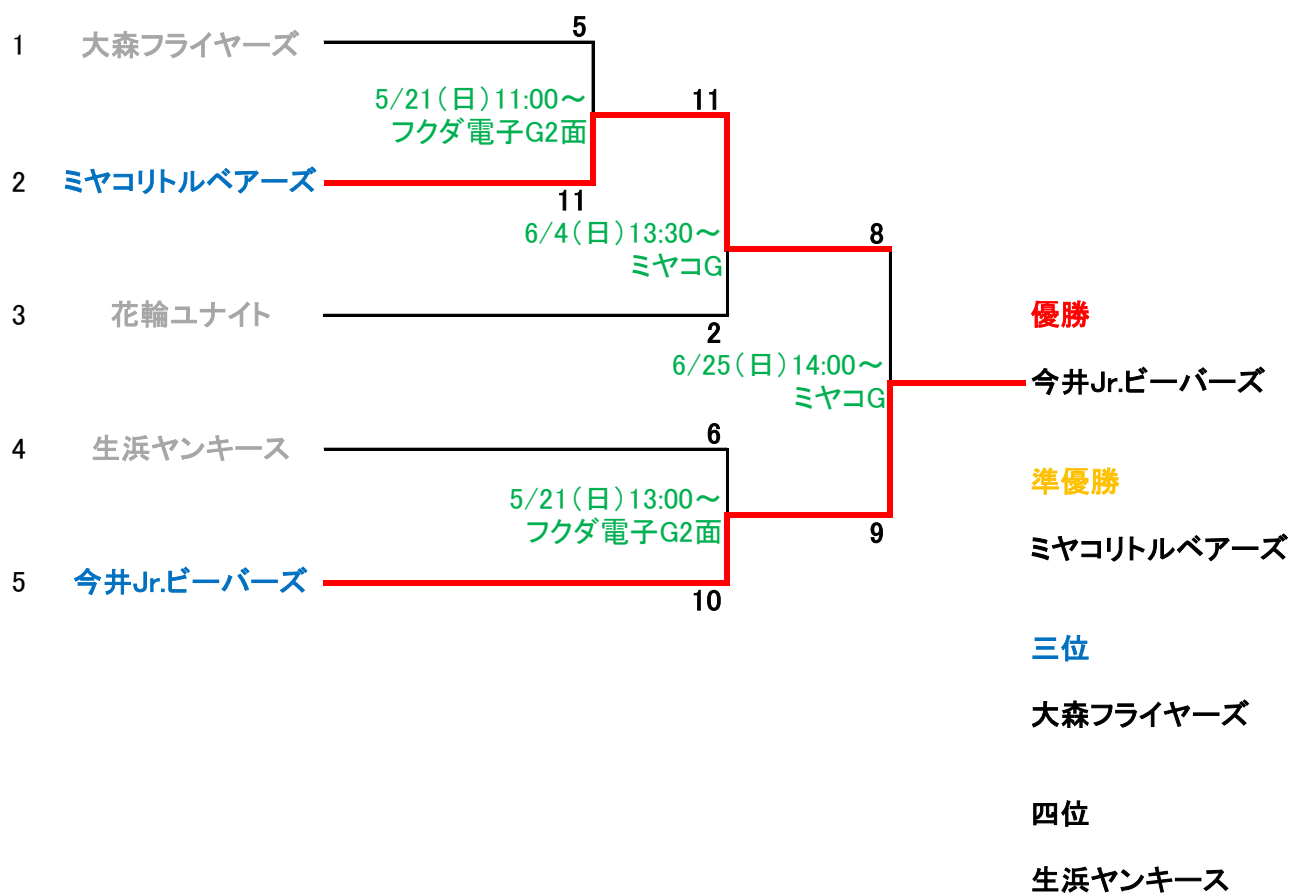 5
1 大森フライヤーズ
5/21(日)11:00～
フクダ電子G2面
11
2 ミヤコリトルベアーズ
11
6/4(日)13:30～
ミヤコG
8
3 花輪ユナイト
2
6/25(日)14:00～
ミヤコG
4 生浜ヤンキース
6
5/21(日)13:00～
フクダ電子G2面
9
5 今井Jr.ビーバーズ
10
優勝
今井Jr.ビーバーズ
準優勝
ミヤコリトルベアーズ
三位
大森フライヤーズ
四位
生浜ヤンキース